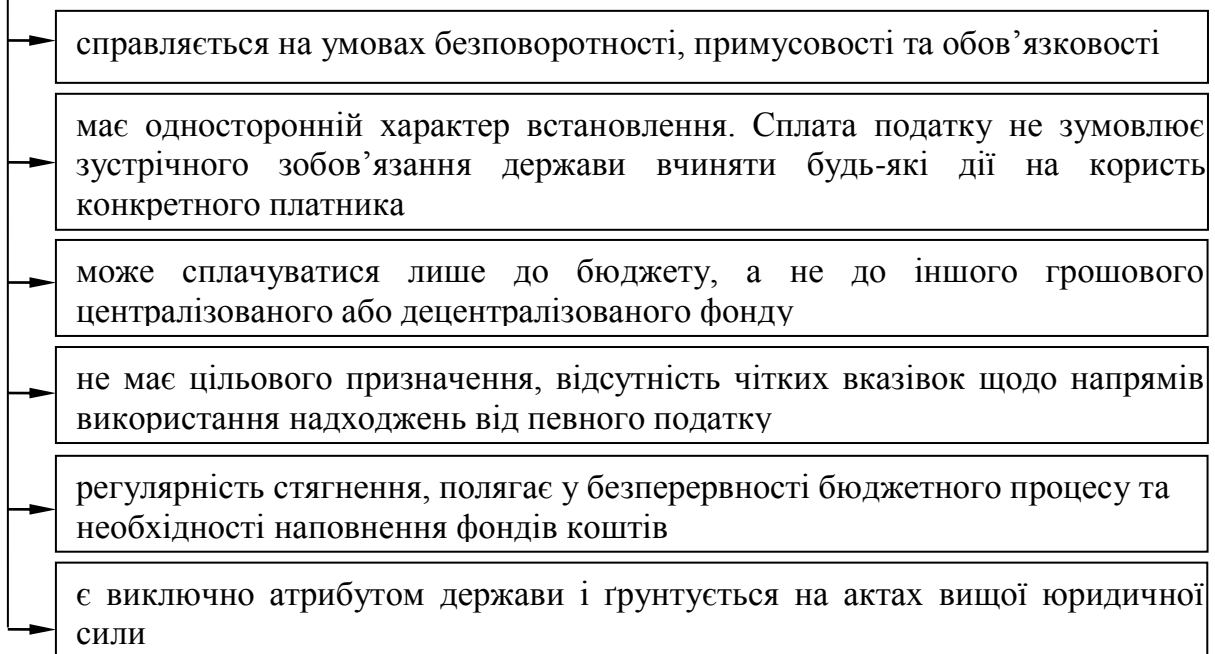 справляється на умовах безповоротності, примусовості та обов’язковості
має односторонній характер встановлення. Сплата податку не зумовлює
зустрічного зобов’язання держави вчиняти будь-які дії на користь
конкретного платника
може сплачуватися лише до бюджету, а не до іншого грошового
централізованого або децентралізованого фонду
не має цільового призначення, відсутність чітких вказівок щодо напрямів
використання надходжень від певного податку
регулярність стягнення, полягає у безперервності бюджетного процесу та
необхідності наповнення фондів коштів
є виключно атрибутом держави і ґрунтується на актах вищої юридичної
сили